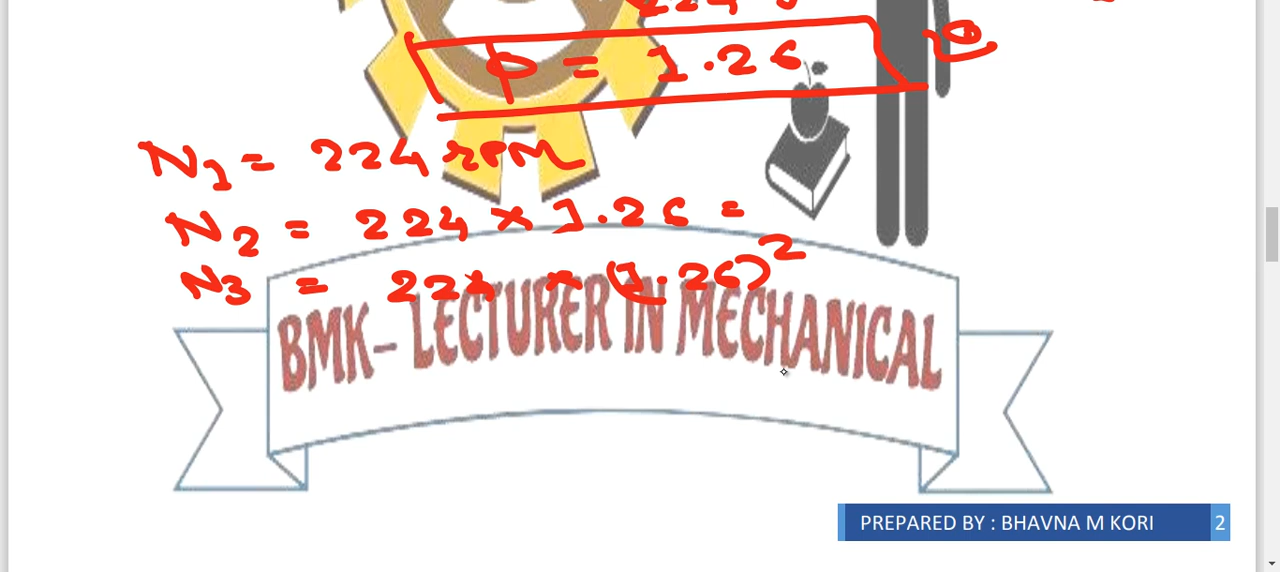 ϕ = 1.26
N1 = 224 rpm
N2 = 224 × 1.26 =
N3 = 224 × (1.26)²
BMK– LECTURER IN MECHANICAL
PREPARED BY : BHAVNA M KORI 2